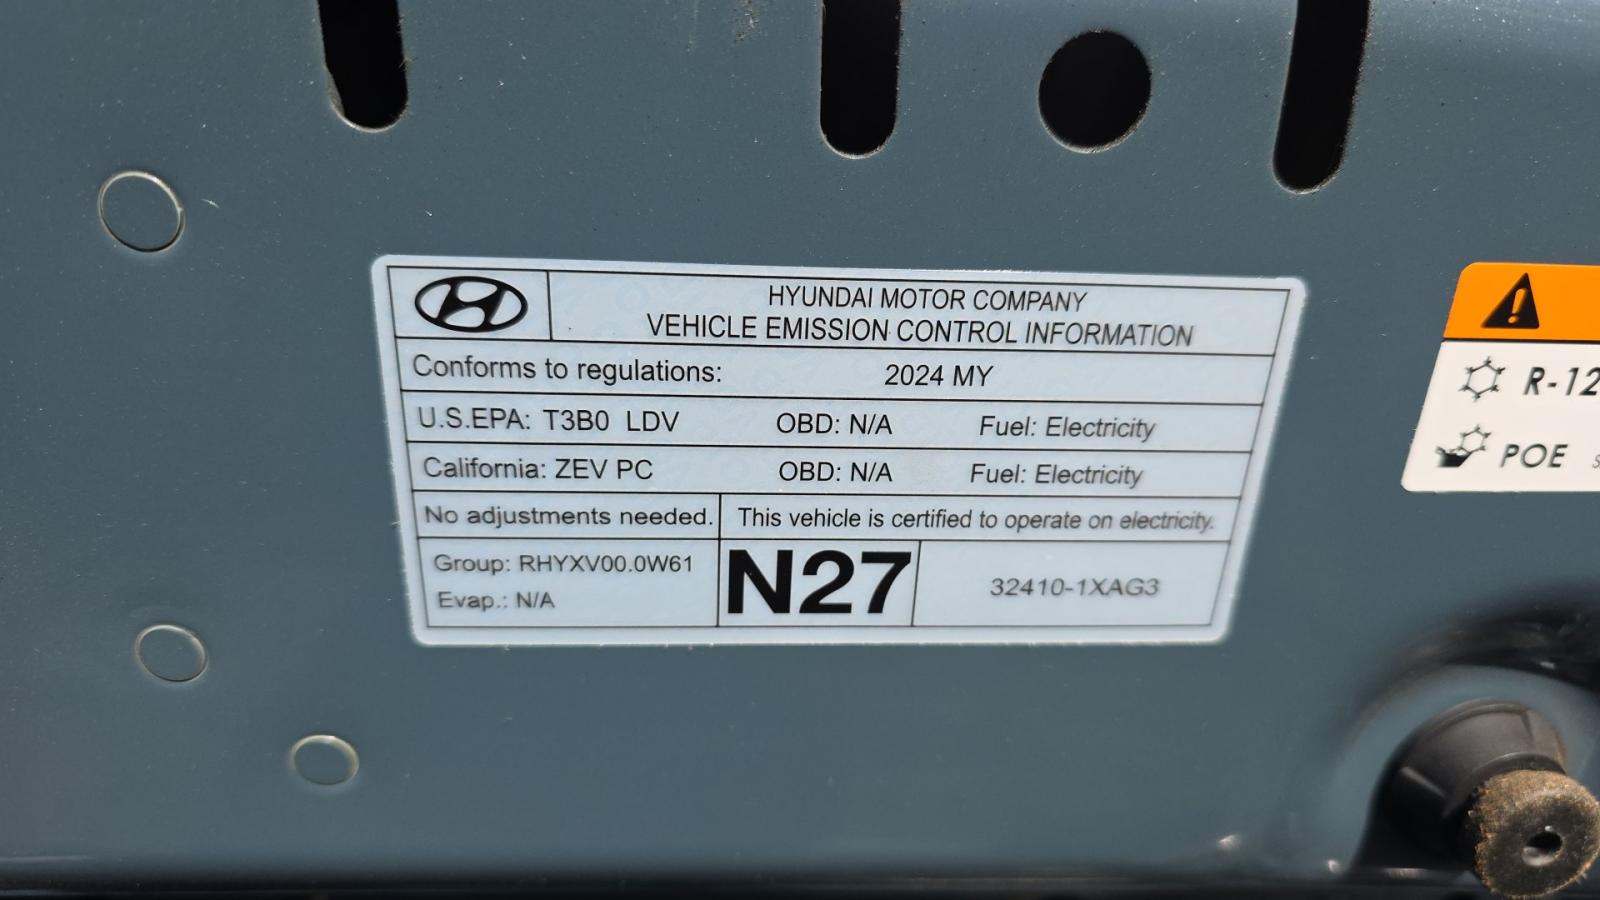 HYUNDAI MOTOR COMPANY
VEHICLE EMISSION CONTROL INFORMATION
Conforms to regulations: 2024 MY
U.S.EPA: T3B0 LDV OBD: N/A Fuel: Electricity
California: ZEV PC OBD: N/A Fuel: Electricity
No adjustments needed. This vehicle is certified to operate on electricity.
Group: RHYXV00.0W61
Evap.: N/A
N27
32410-1XAG3
R-12
POE